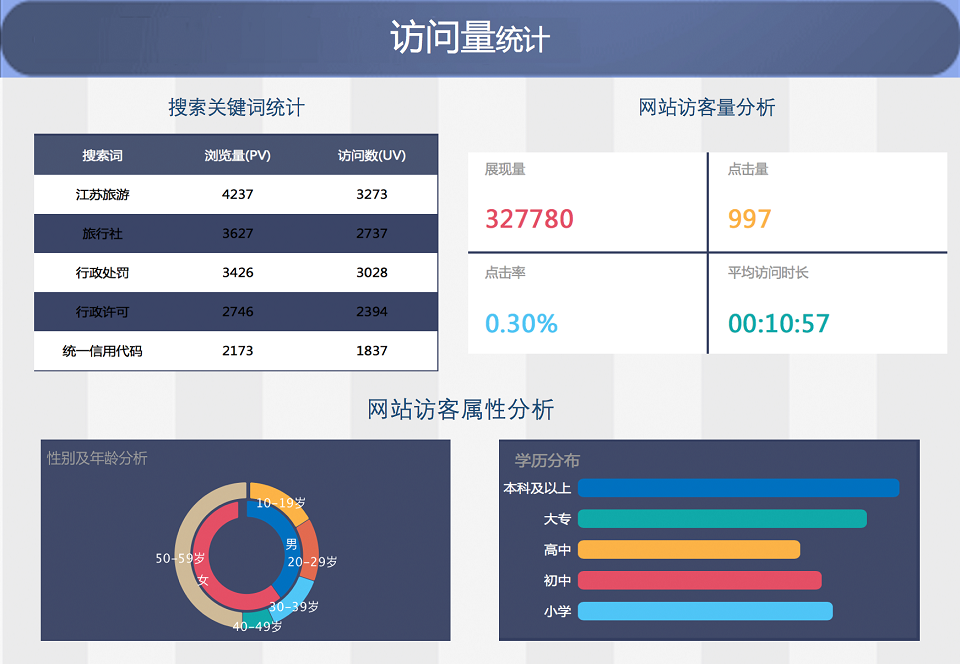 访问量统计
搜索关键词统计
搜索词 浏览量(PV) 访问数(UV)
江苏旅游 4237 3273
旅行社 3627 2737
行政处罚 3426 3028
行政许可 2746 2394
统一信用代码 2173 1837
网站访客量分析
展现量 点击量
327780 997
点击率 平均访问时长
0.30% 00:10:57
网站访客属性分析
性别及年龄分析
10-19岁
男
50-59岁 20-29岁
女
30-39岁
40-49岁
学历分布
本科及以上
大专
高中
初中
小学